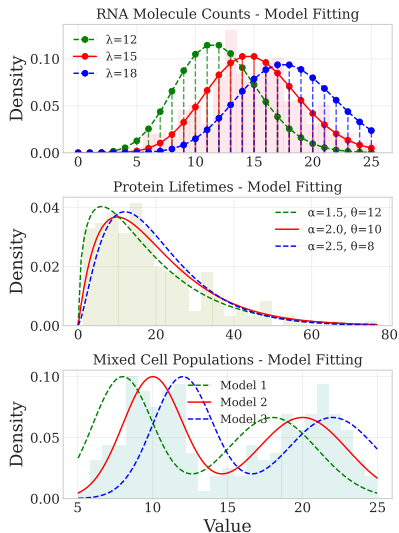 RNA Molecule Counts - Model Fitting
Density
0.10
0.05
0.00
λ=12
λ=15
λ=18
0 5 10 15 20 25
Protein Lifetimes - Model Fitting
Density
0.04
0.02
0.00
α=1.5, θ=12
α=2.0, θ=10
α=2.5, θ=8
0 20 40 60 80
Mixed Cell Populations - Model Fitting
Density
0.10
0.05
0.00
Model 1
Model 2
Model 3
5 10 15 20 25
Value